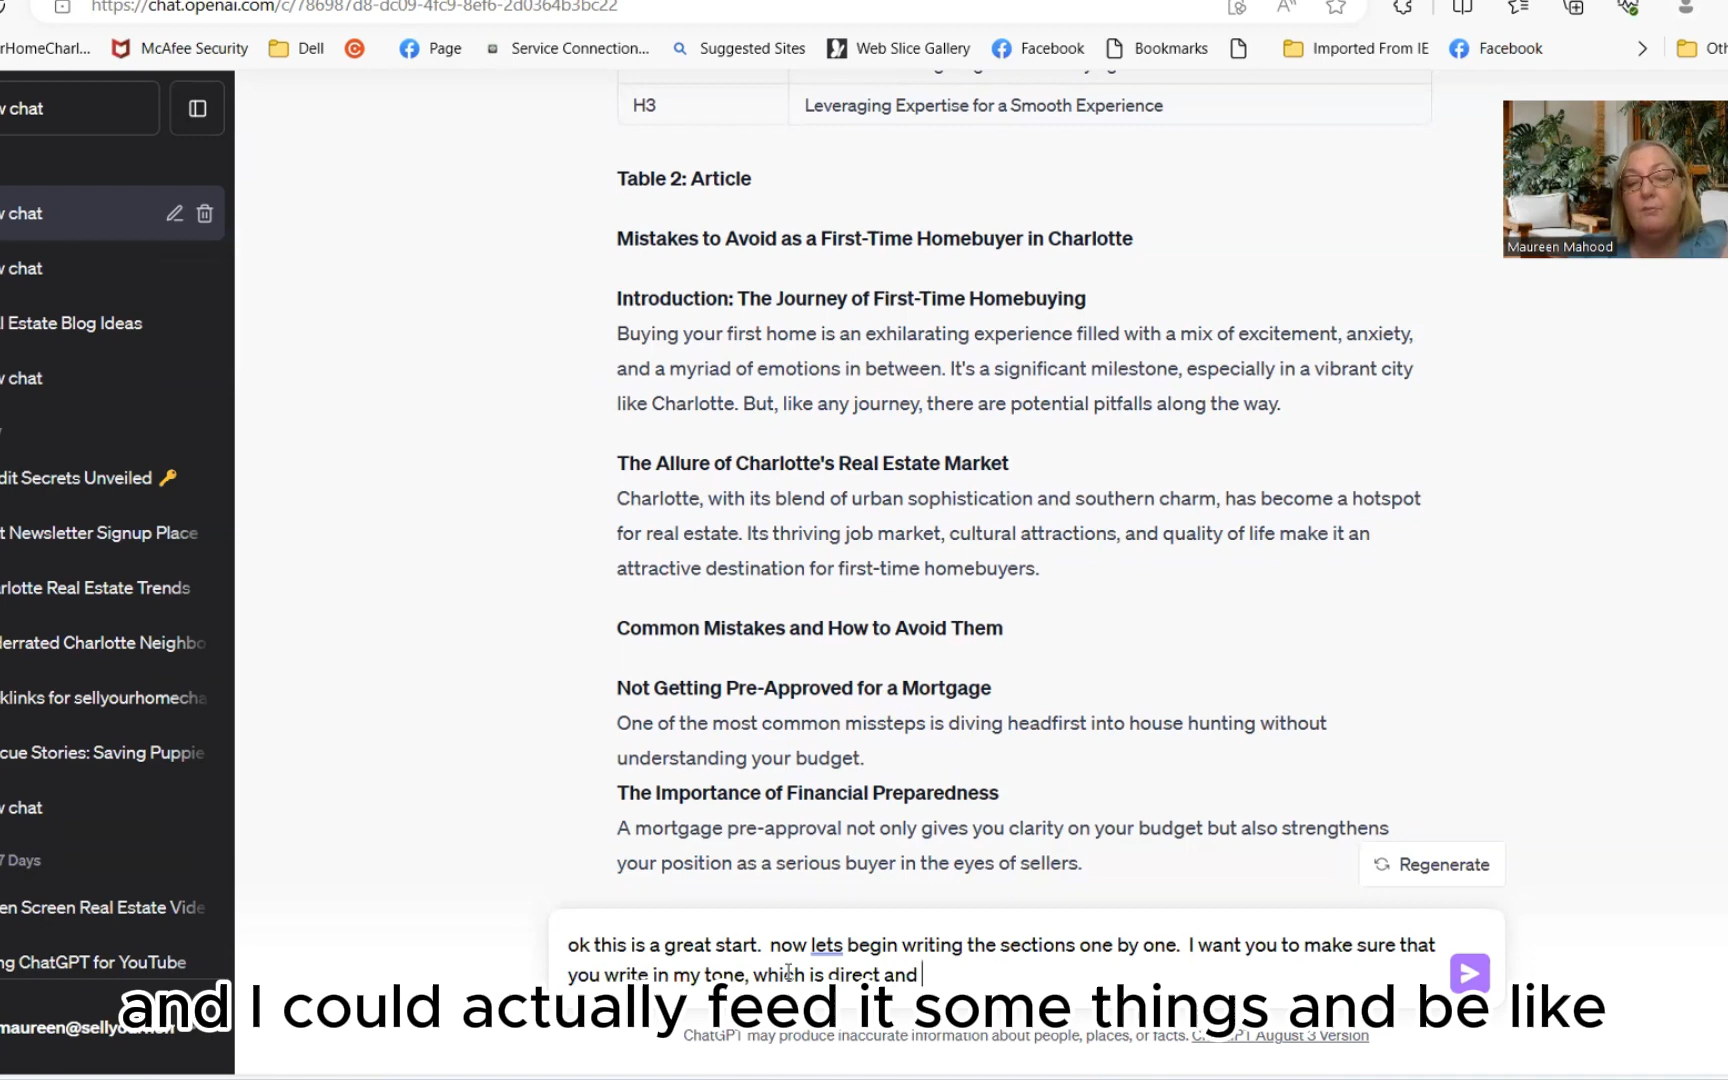 https://chat.openai.com/c/786987d8-dc09-4fc9-8ef6-2d0364b3bc22
rHomeCharl... McAfee Security Dell Page Service Connection... Suggested Sites Web Slice Gallery Facebook Bookmarks Imported From IE Facebook Oth
w chat
w chat
w chat
l Estate Blog Ideas
w chat
dit Secrets Unveiled 🔑
t Newsletter Signup Place
rlotte Real Estate Trends
derrated Charlotte Neighbo
klinks for sellyourhomecha
cue Stories: Saving Puppie
w chat
7 Days
en Screen Real Estate Vide
ng ChatGPT for YouTube
H3 Leveraging Expertise for a Smooth Experience
Table 2: Article
Mistakes to Avoid as a First-Time Homebuyer in Charlotte
Introduction: The Journey of First-Time Homebuying
Buying your first home is an exhilarating experience filled with a mix of excitement, anxiety,
and a myriad of emotions in between. It's a significant milestone, especially in a vibrant city
like Charlotte. But, like any journey, there are potential pitfalls along the way.
The Allure of Charlotte's Real Estate Market
Charlotte, with its blend of urban sophistication and southern charm, has become a hotspot
for real estate. Its thriving job market, cultural attractions, and quality of life make it an
attractive destination for first-time homebuyers.
Common Mistakes and How to Avoid Them
Not Getting Pre-Approved for a Mortgage
One of the most common missteps is diving headfirst into house hunting without
understanding your budget.
The Importance of Financial Preparedness
A mortgage pre-approval not only gives you clarity on your budget but also strengthens
your position as a serious buyer in the eyes of sellers.
Regenerate
Maureen Mahood
ok this is a great start.  now lets begin writing the sections one by one.  I want you to make sure that
you write in my tone, which is direct and
and I could actually feed it some things and be like
ChatGPT may produce inaccurate information about people, places, or facts. ChatGPT August 3 Version